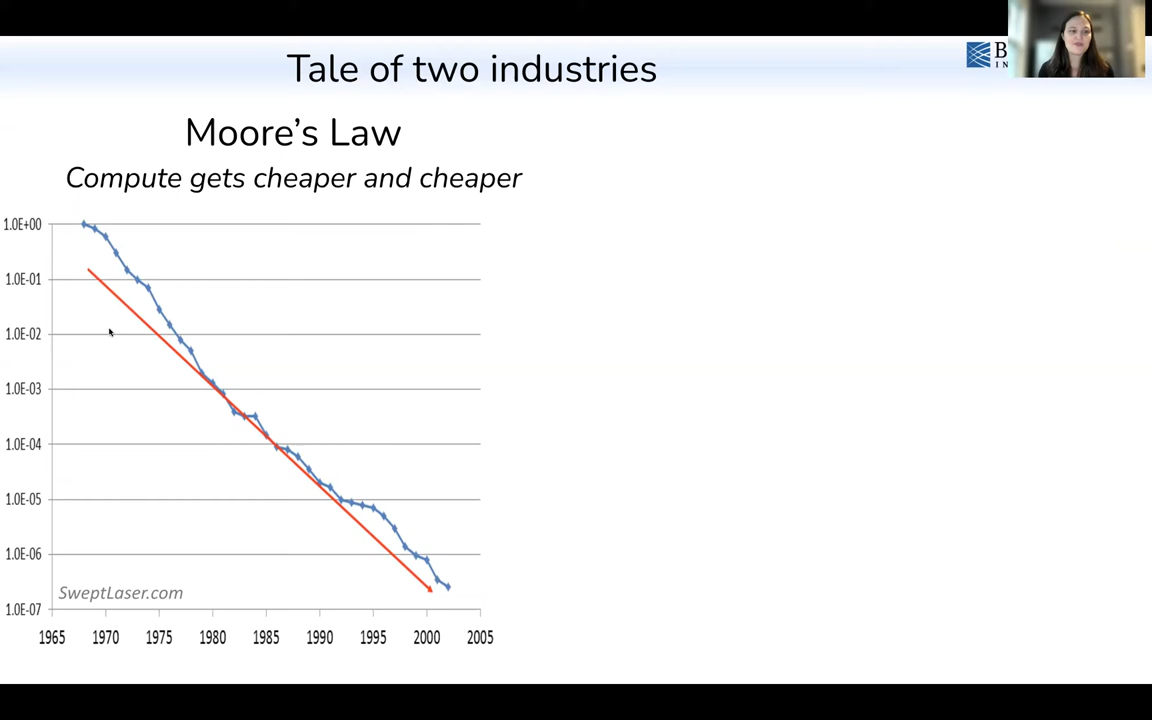 Tale of two industries
B
IN
Moore's Law
Compute gets cheaper and cheaper
1.0E+00
1.0E-01
1.0E-02
1.0E-03
1.0E-04
1.0E-05
1.0E-06
1.0E-07
SweptLaser.com
1965 1970 1975 1980 1985 1990 1995 2000 2005